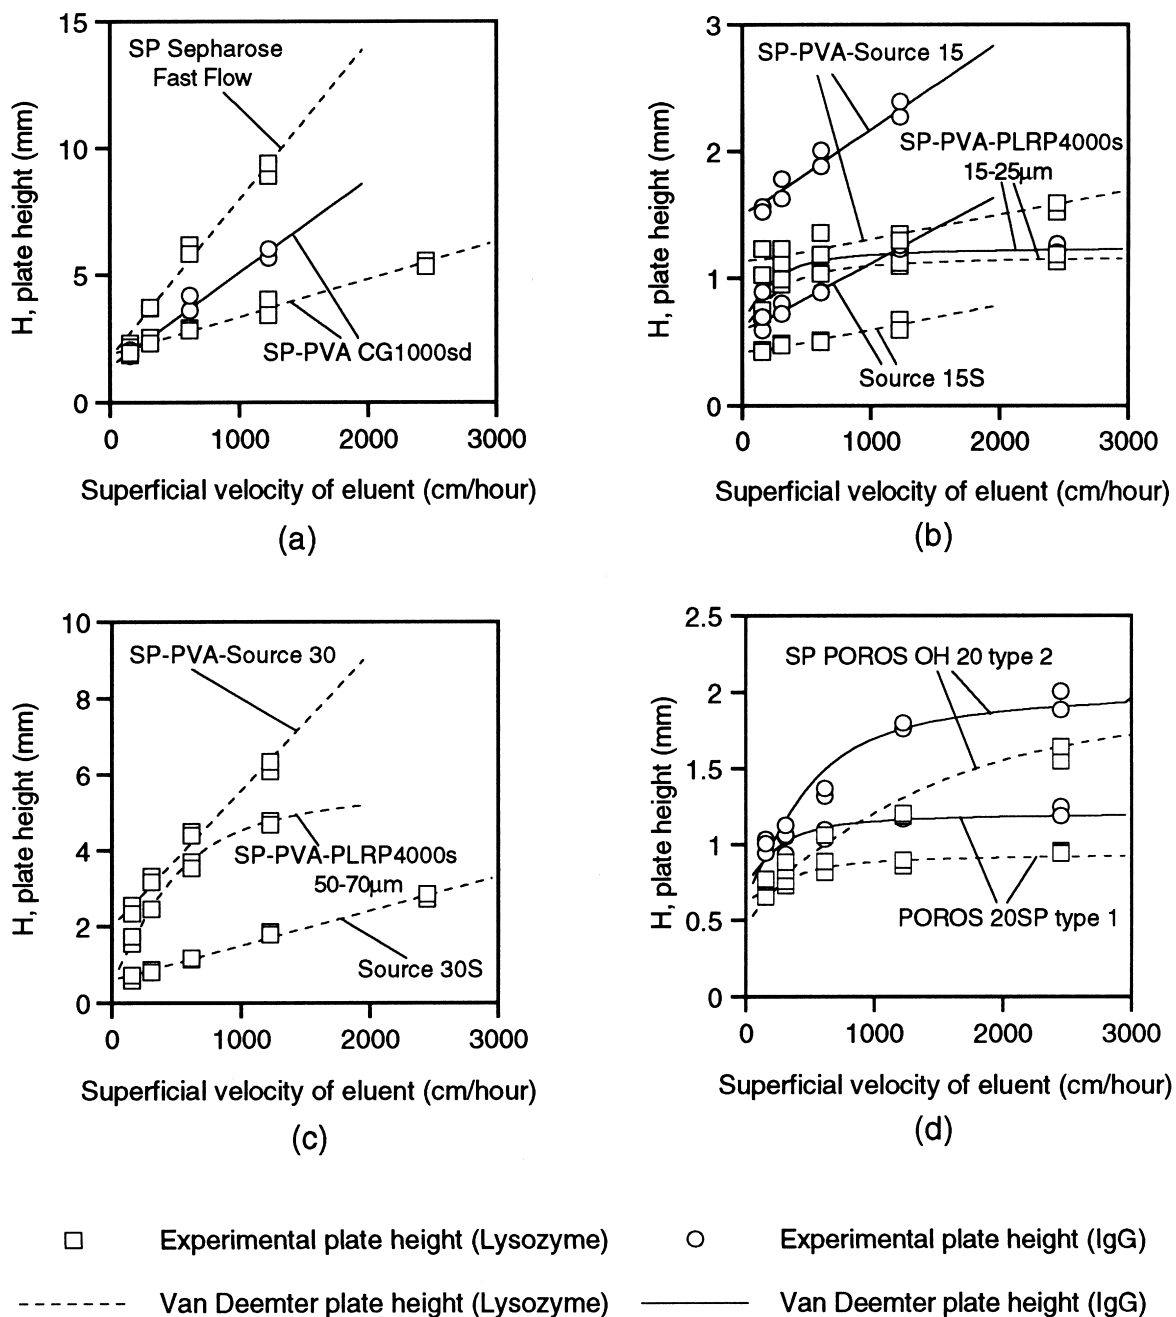 15
SP Sepharose
Fast Flow
10
5
0
H, plate height (mm)
SP-PVA CG1000sd
0 1000 2000 3000
Superficial velocity of eluent (cm/hour)
(a)
3
SP-PVA-Source 15
2
SP-PVA-PLRP4000s
15-25µm
1
0
H, plate height (mm)
Source 15S
0 1000 2000 3000
Superficial velocity of eluent (cm/hour)
(b)
10
SP-PVA-Source 30
8
6
4
2
0
H, plate height (mm)
SP-PVA-PLRP4000s
50-70µm
Source 30S
0 1000 2000 3000
Superficial velocity of eluent (cm/hour)
(c)
2.5
SP POROS OH 20 type 2
2
1.5
1
0.5
0
H, plate height (mm)
POROS 20SP type 1
0 1000 2000 3000
Superficial velocity of eluent (cm/hour)
(d)
Experimental plate height (Lysozyme)
Experimental plate height (IgG)
Van Deemter plate height (Lysozyme)
Van Deemter plate height (IgG)